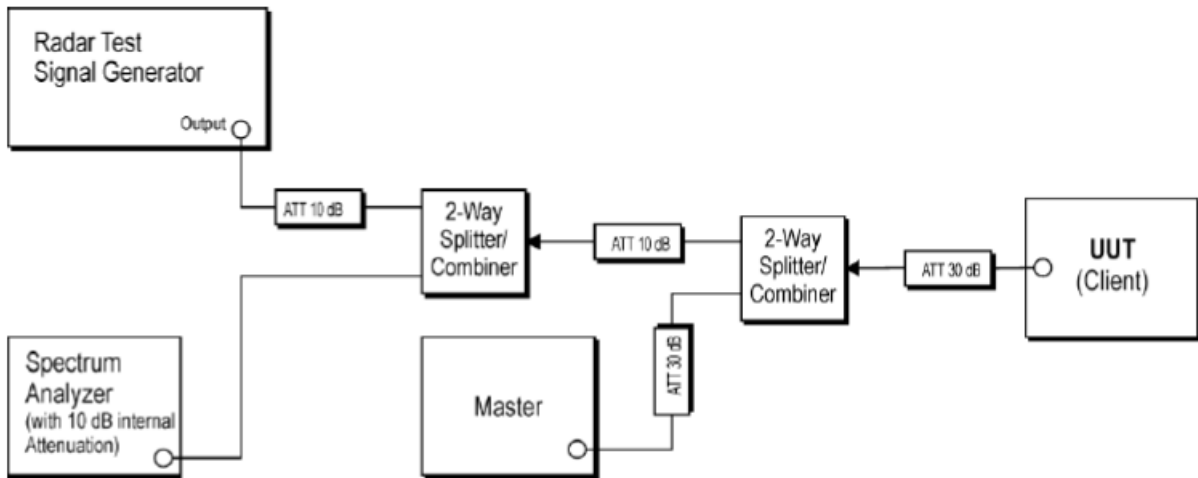 Radar Test
Signal Generator
Output
ATT 10 dB
2-Way
Splitter/
Combiner
ATT 10 dB
2-Way
Splitter/
Combiner
ATT 30 dB
UUT
(Client)
Spectrum
Analyzer
(with 10 dB internal
Attenuation)
Master
ATT 30 dB